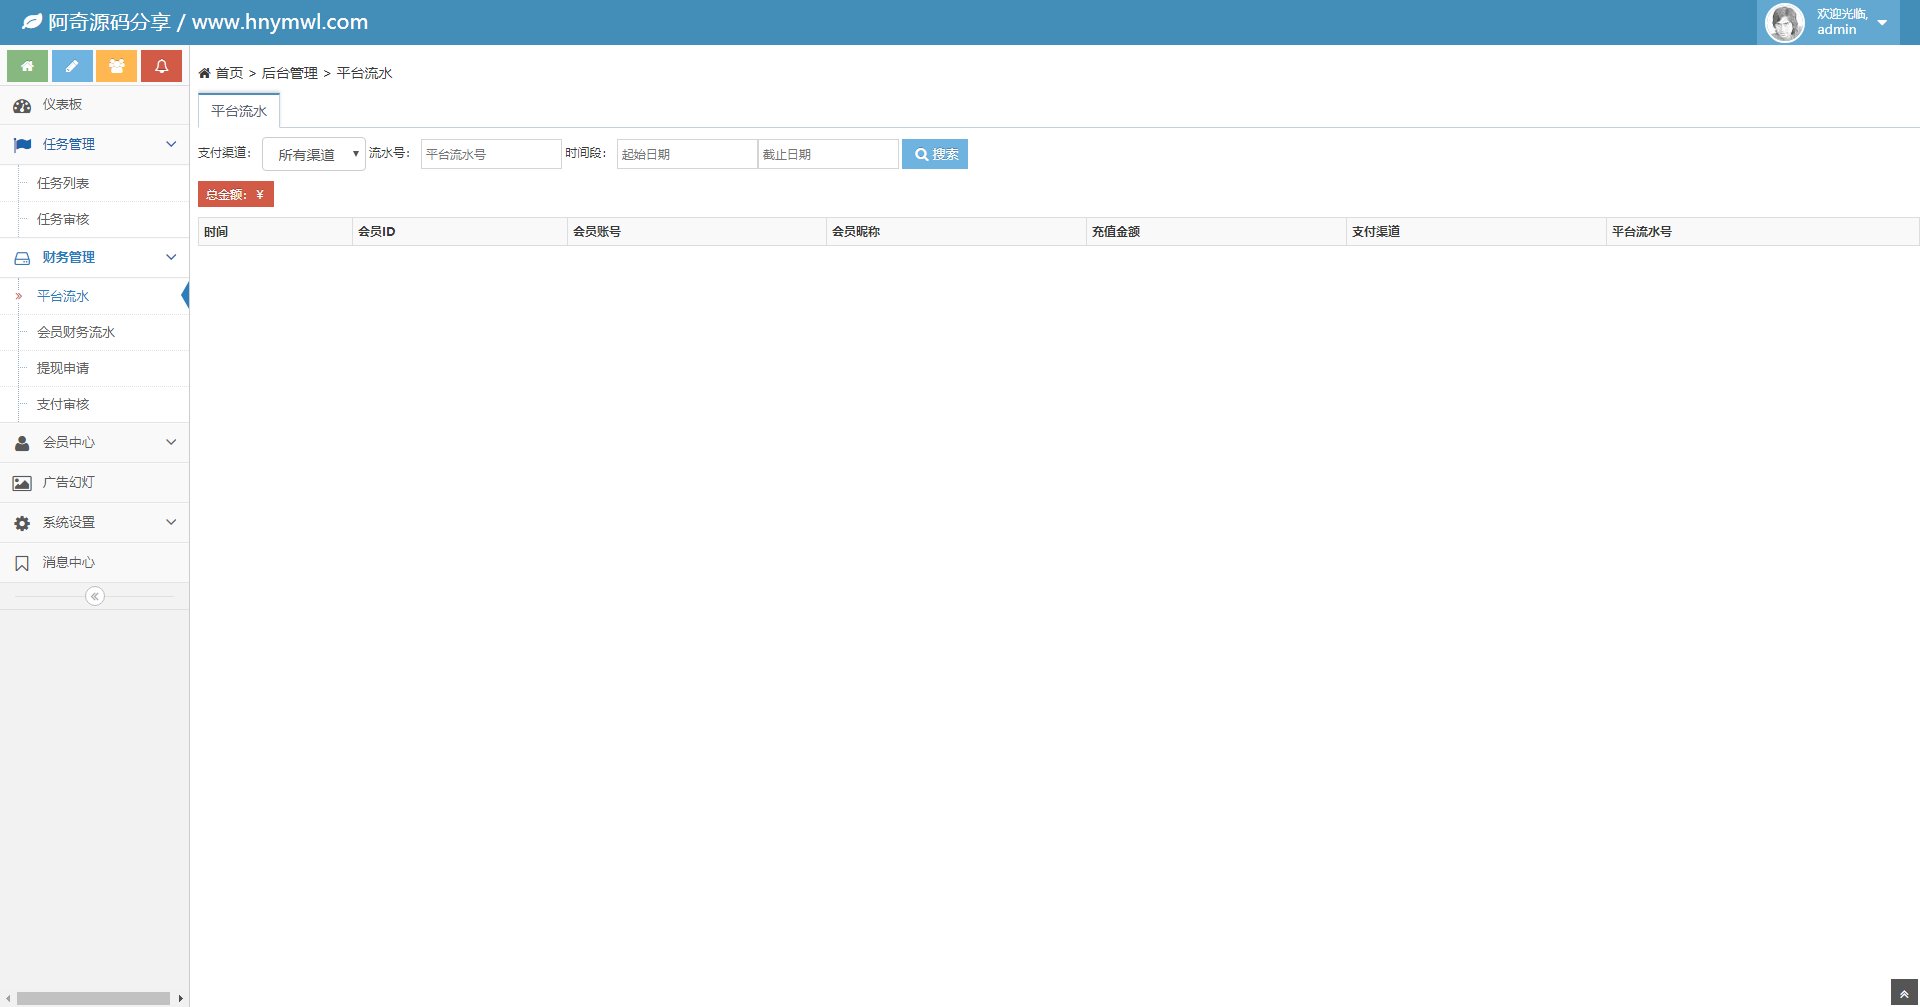 阿奇源码分享 / www.hnymwl.com
欢迎光临,
admin
首页 > 后台管理 > 平台流水
仪表板
任务管理
任务列表
任务审核
财务管理
平台流水
会员财务流水
提现申请
支付审核
会员中心
广告幻灯
系统设置
消息中心
平台流水
支付渠道: 所有渠道 流水号: 平台流水号 时间段: 起始日期 截止日期 搜索
总金额: ¥
时间 会员ID 会员账号 会员昵称 充值金额 支付渠道 平台流水号